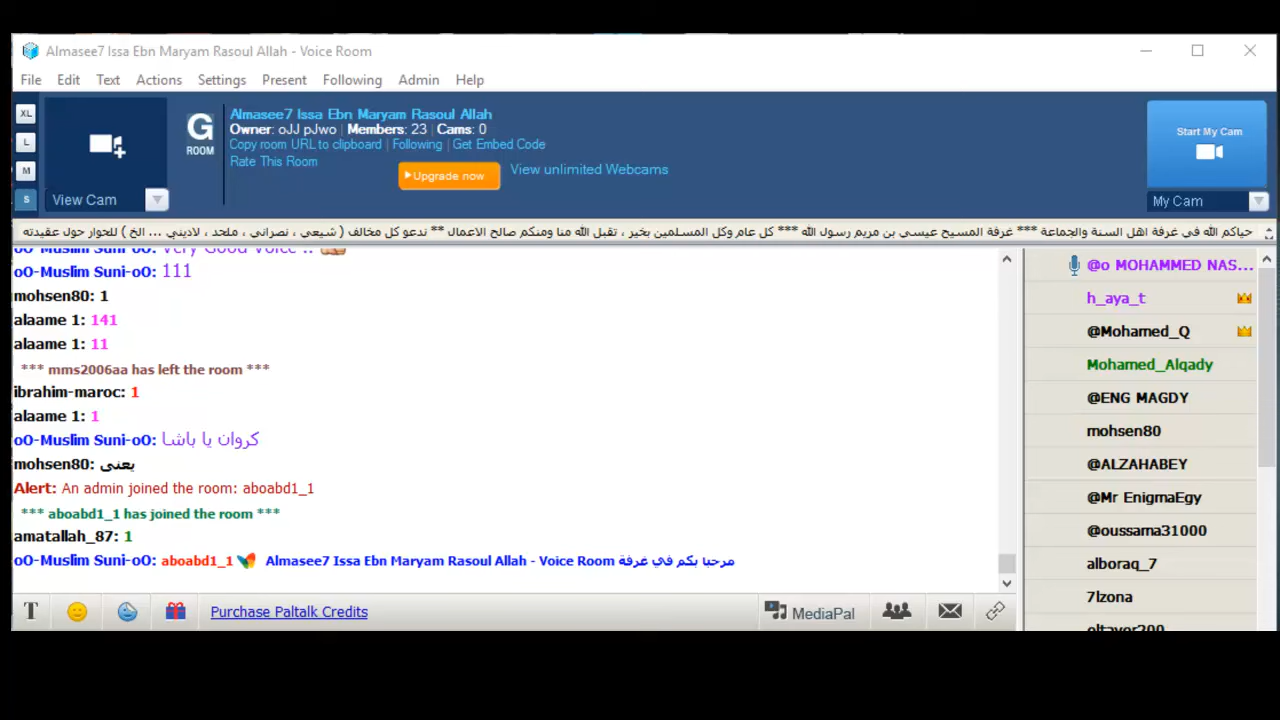 Almasee7 Issa Ebn Maryam Rasoul Allah - Voice Room
File Edit Text Actions Settings Present Following Admin Help
XL
L
M
S
View Cam
G
ROOM
Almasee7 Issa Ebn Maryam Rasoul Allah
Owner: oJJ pJwo | Members: 23 | Cams: 0
Copy room URL to clipboard | Following | Get Embed Code
Rate This Room
Upgrade now
View unlimited Webcams
Start My Cam
My Cam
حياكم الله في غرفة اهل السنة والجماعة *** غرفة المسيح عيسي بن مريم رسول الله *** كل عام وكل المسلمين بخير ، تقبل الله منا ومنكم صالح الاعمال ** ندعو كل مخالف ( شيعي ، نصراني ، ملحد ، لاديني ... الخ ) للحوار حول عقيدته
oO-Muslim Suni-oO: Very Good Voice ..
oO-Muslim Suni-oO: 111
mohsen80: 1
alaame 1: 141
alaame 1: 11
*** mms2006aa has left the room ***
ibrahim-maroc: 1
alaame 1: 1
oO-Muslim Suni-oO: كروان يا باشا
mohsen80: يعنى
Alert: An admin joined the room: aboabd1_1
*** aboabd1_1 has joined the room ***
amatallah_87: 1
oO-Muslim Suni-oO: aboabd1_1 Almasee7 Issa Ebn Maryam Rasoul Allah - Voice Room مرحبا بكم في غرفة
@o MOHAMMED NAS...
h_aya_t
@Mohamed_Q
Mohamed_Alqady
@ENG MAGDY
mohsen80
@ALZAHABEY
@Mr EnigmaEgy
@oussama31000
alboraq_7
7lzona
eltayer200
T
Purchase Paltalk Credits
MediaPal